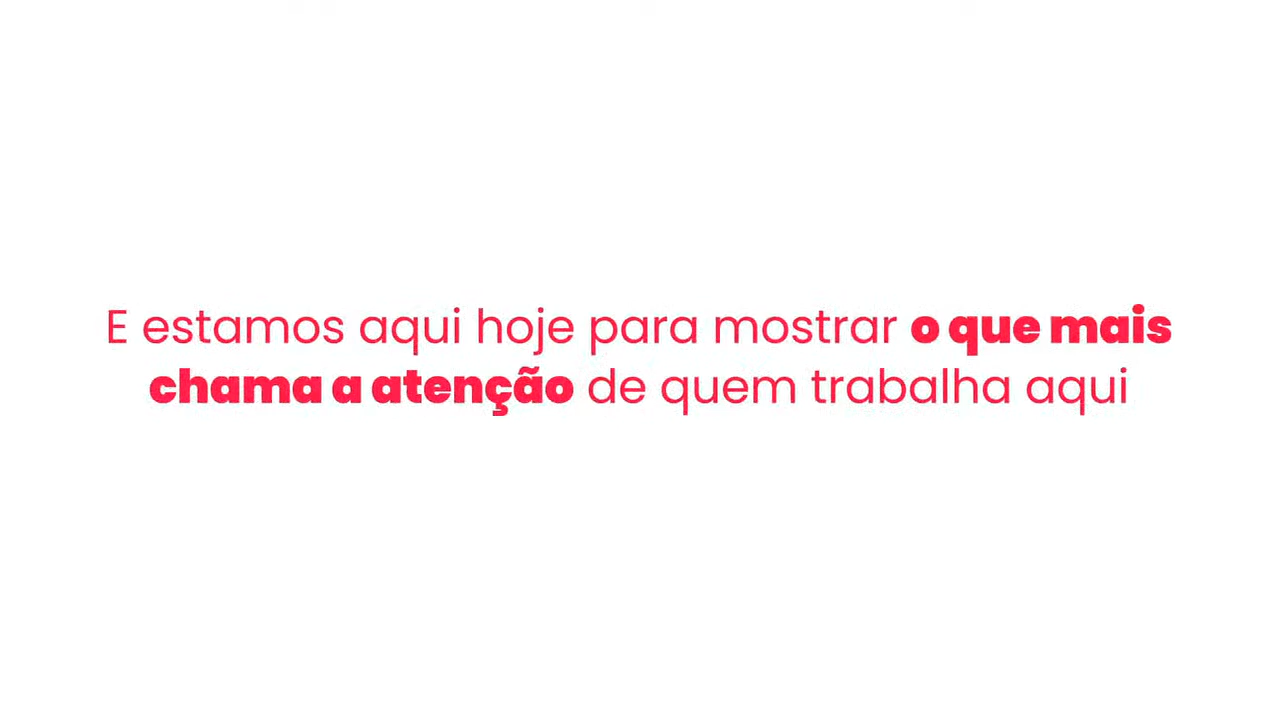 E estamos aqui hoje para mostrar o que mais
chama a atenção de quem trabalha aqui